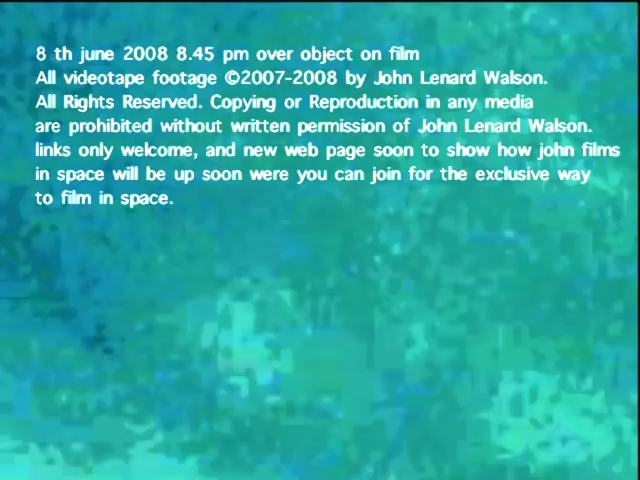 8 th june 2008 8.45 pm over object on film
All videotape footage ©2007-2008 by John Lenard Walson.
All Rights Reserved. Copying or Reproduction in any media
are prohibited without written permission of John Lenard Walson.
links only welcome, and new web page soon to show how john films
in space will be up soon were you can join for the exclusive way
to film in space.